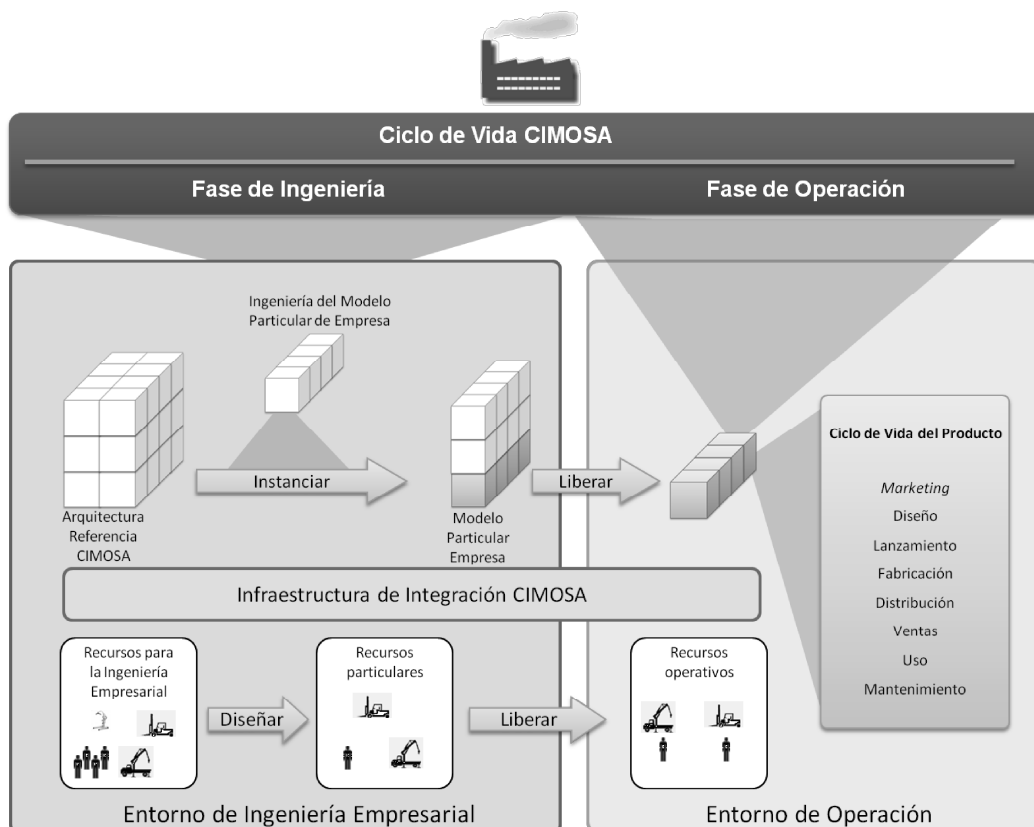 Ciclo de Vida CIMOSA
Fase de Ingeniería
Fase de Operación
Ingeniería del Modelo
Particular de Empresa
Instanciar
Liberar
Arquitectura
Referencia
CIMOSA
Modelo
Particular
Empresa
Ciclo de Vida del Producto
Marketing
Diseño
Lanzamiento
Fabricación
Distribución
Ventas
Uso
Mantenimiento
Infraestructura de Integración CIMOSA
Recursos para
la Ingeniería
Empresarial
Diseñar
Recursos
particulares
Liberar
Recursos
operativos
Entorno de Ingeniería Empresarial
Entorno de Operación